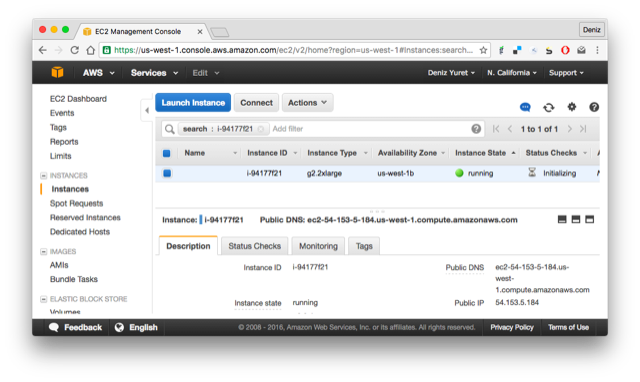 EC2 Management Console
Deniz
https://us-west-1.console.aws.amazon.com/ec2/v2/home?region=us-west-1#Instances:search...
AWS Services Edit Deniz Yuret N. California Support
EC2 Dashboard
Events
Tags
Reports
Limits
INSTANCES
Instances
Spot Requests
Reserved Instances
Dedicated Hosts
IMAGES
AMIs
Bundle Tasks
ELASTIC BLOCK STORE
Volumes
Launch Instance Connect Actions
search : i-94177f21 Add filter 1 to 1 of 1
Name Instance ID Instance Type Availability Zone Instance State Status Checks
i-94177f21 g2.2xlarge us-west-1b running Initializing
Instance: i-94177f21 Public DNS: ec2-54-153-5-184.us-west-1.compute.amazonaws.com
Description Status Checks Monitoring Tags
Instance ID i-94177f21 Public DNS ec2-54-153-5-184.us-
west-
1.compute.amazonaws.com
Instance state running Public IP 54.153.5.184
Feedback English © 2008 - 2016, Amazon Web Services, Inc. or its affiliates. All rights reserved. Privacy Policy Terms of Use